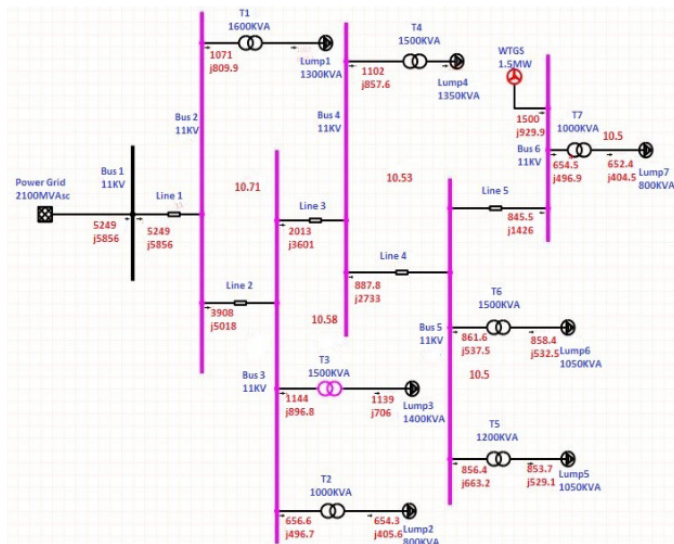 T1
1600KVA
1071
j809.9
Lump1
1300KVA
T4
1500KVA
1102
j857.6
Lump4
1350KVA
WTGS
1.5MW
1500
j929.9
T7
1000KVA
10.5
Bus 6
11KV
654.5
j496.9
652.4
j404.5
Lump7
800KVA
Bus 2
11KV
Bus 4
11KV
Bus 1
11KV
Power Grid
2100MVAsc
5249
j5856
5249
j5856
Line 1
10.71
Line 3
2013
j3601
10.53
Line 5
845.5
j1426
Line 4
887.8
j2733
Line 2
3908
j5018
10.58
T6
1500KVA
Bus 5
11KV
861.6
j537.5
858.4
j532.5
Lump6
1050KVA
10.5
Bus 3
11KV
T3
1500KVA
1144
j896.8
1139
j706
Lump3
1400KVA
T5
1200KVA
856.4
j663.2
853.7
j529.1
Lump5
1050KVA
T2
1000KVA
656.6
j496.7
654.3
j405.6
Lump2
800KVA